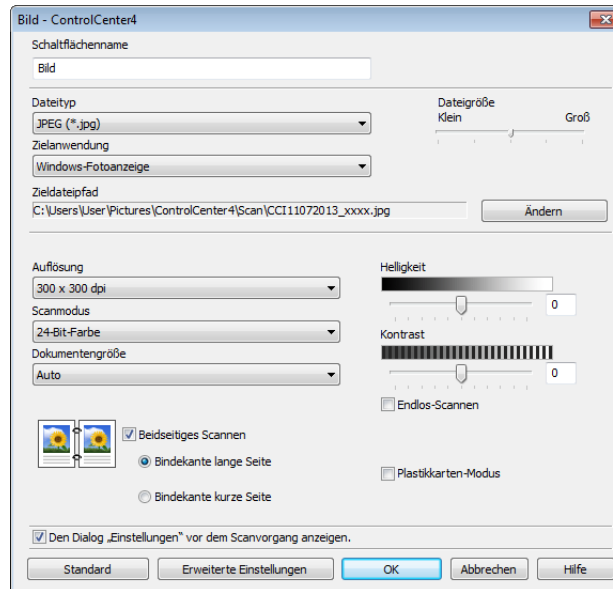 Bild - ControlCenter4
Schaltflächenname
Bild
Dateityp
JPEG (*.jpg)
Dateigröße
Klein Groß
Zielanwendung
Windows-Fotoanzeige
Zieldateipfad
C:\Users\User\Pictures\ControlCenter4\Scan\CCI11072013_xxxx.jpg
Ändern
Auflösung
300 x 300 dpi
Scanmodus
24-Bit-Farbe
Dokumentengröße
Auto
Helligkeit
0
Kontrast
0
Endlos-Scannen
Beidseitiges Scannen
Bindekante lange Seite
Bindekante kurze Seite
Plastikkarten-Modus
Den Dialog „Einstellungen“ vor dem Scanvorgang anzeigen.
Standard Erweiterte Einstellungen OK Abbrechen Hilfe